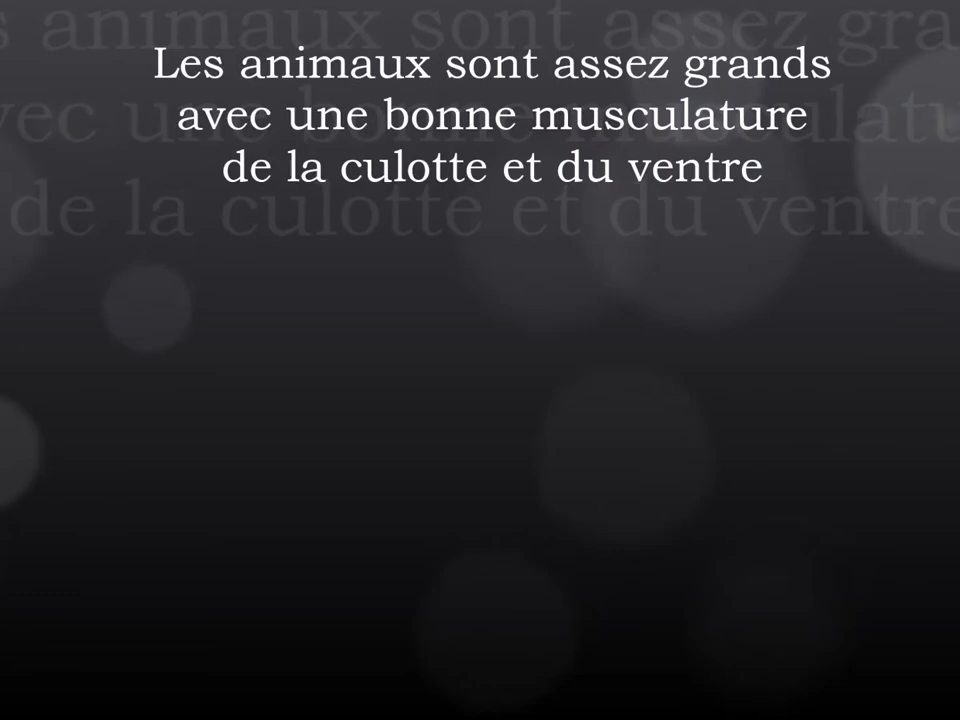 Les animaux sont assez grands
avec une bonne musculature
de la culotte et du ventre